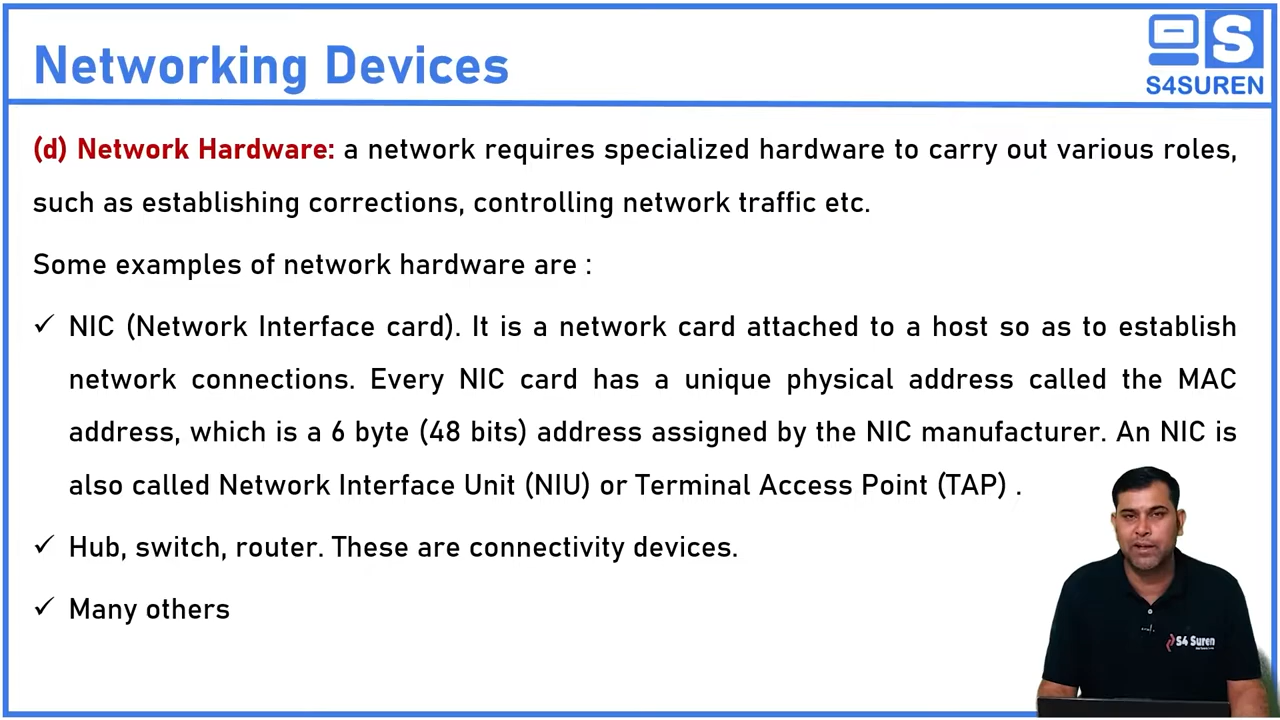 Networking Devices
S
S4SUREN
(d) Network Hardware: a network requires specialized hardware to carry out various roles,
such as establishing corrections, controlling network traffic etc.
Some examples of network hardware are :
✓ NIC (Network Interface card). It is a network card attached to a host so as to establish
network connections. Every NIC card has a unique physical address called the MAC
address, which is a 6 byte (48 bits) address assigned by the NIC manufacturer. An NIC is
also called Network Interface Unit (NIU) or Terminal Access Point (TAP) .
✓ Hub, switch, router. These are connectivity devices.
✓ Many others
S4 Suren